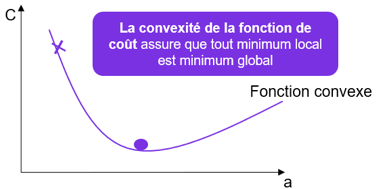 C
La convexité de la fonction de
coût assure que tout minimum local
est minimum global
Fonction convexe
a